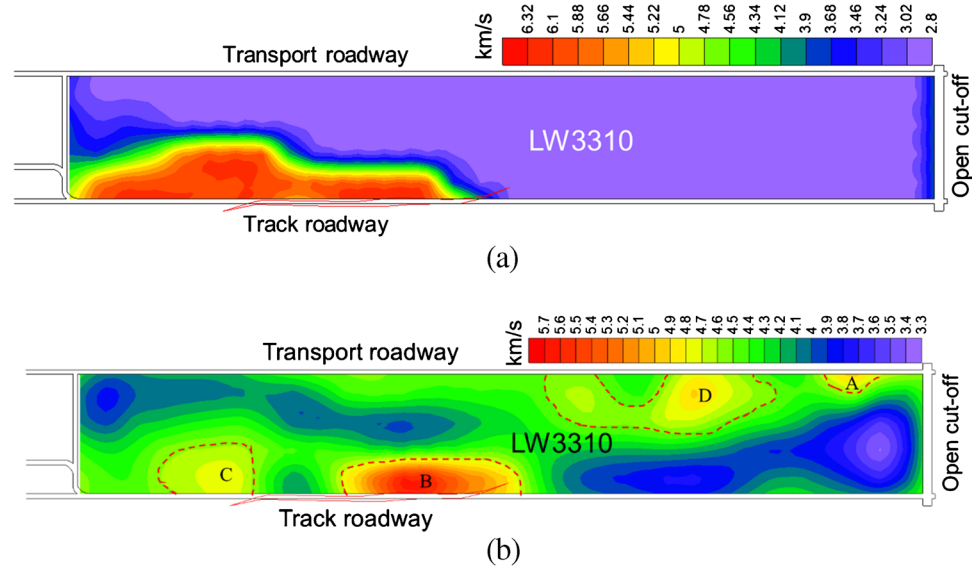 (a)
km/s
6.32 6.1 5.88 5.66 5.44 5.22 5 4.78 4.56 4.34 4.12 3.9 3.68 3.46 3.24 3.02 2.8
Transport roadway
LW3310
Open cut-off
Track roadway
(a)
km/s
5.7 5.6 5.5 5.4 5.3 5.2 5.1 5 4.9 4.8 4.7 4.6 4.5 4.4 4.3 4.2 4.1 4 3.9 3.8 3.7 3.6 3.5 3.4 3.3
Transport roadway
A
D
LW3310
C
B
Open cut-off
Track roadway
(b)